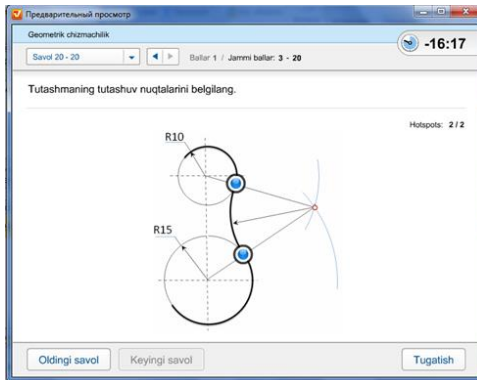 Предварительный просмотр
Geometrik chizmachilik
Savol 20 - 20
Ballar 1 / Jammi ballar: 3 - 20
-16:17
Tutashmaning tutashuv nuqtalarini belgilang.
Hotspots: 2 / 2
R10
R15
Oldingi savol
Keyingi savol
Tugatish